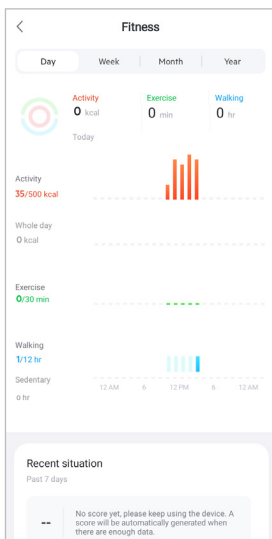 Fitness
Day Week Month Year
Activity Exercise Walking
0 kcal 0 min 0 hr
Today
Activity
35/500 kcal
Whole day
0 kcal
Exercise
0/30 min
Walking
1/12 hr
Sedentary
0 hr
12 AM 6 12 PM 6 12 AM
Recent situation
Past 7 days
-- No score yet, please keep using the device. A
score will be automatically generated when
there are enough data.